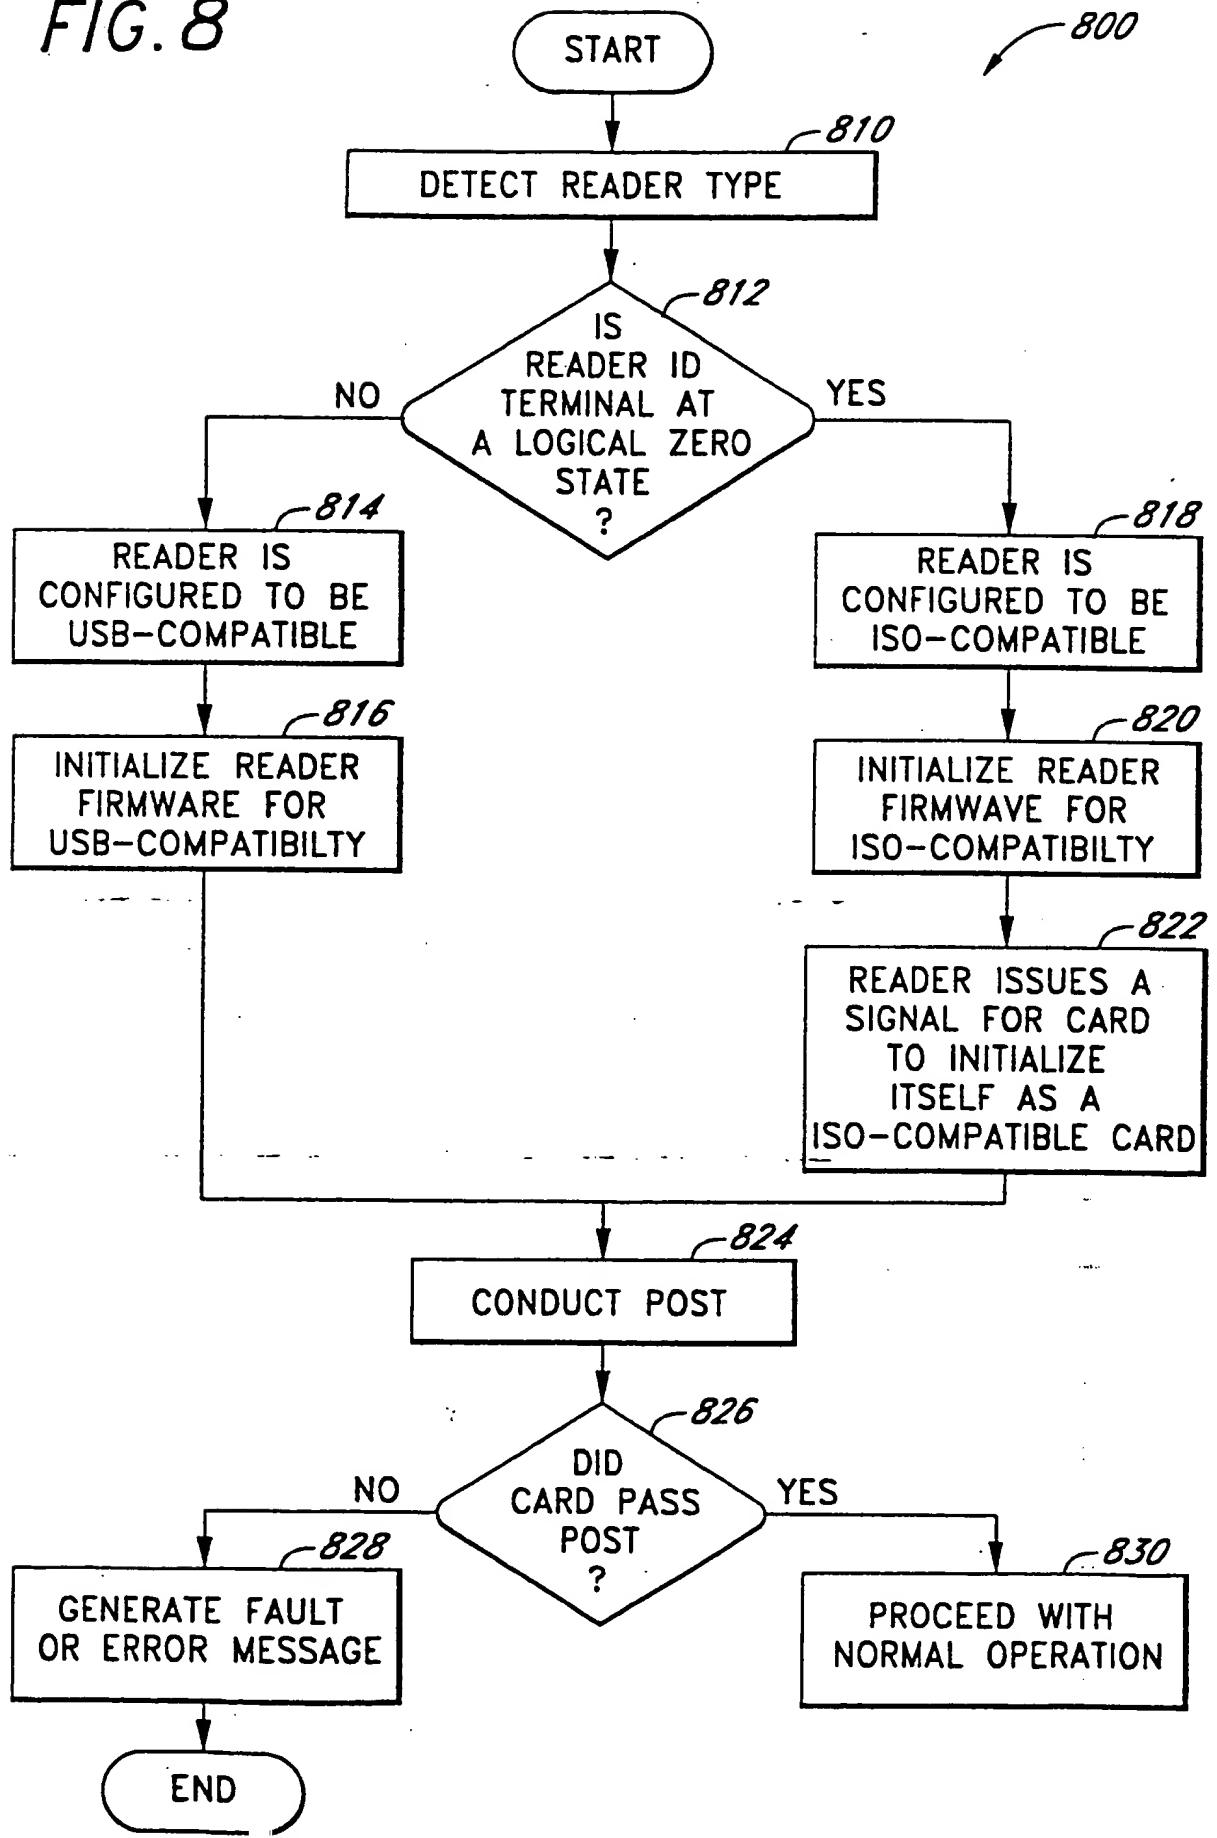 FIG. 8
START
800
810
DETECT READER TYPE
812
IS
READER ID
TERMINAL AT
A LOGICAL ZERO
STATE
?
NO
YES
814
READER IS
CONFIGURED TO BE
USB-COMPATIBLE
818
READER IS
CONFIGURED TO BE
ISO-COMPATIBLE
816
INITIALIZE READER
FIRMWARE FOR
USB-COMPATIBILTY
820
INITIALIZE READER
FIRMWAVE FOR
ISO-COMPATIBILTY
822
READER ISSUES A
SIGNAL FOR CARD
TO INITIALIZE
ITSELF AS A
ISO-COMPATIBLE CARD
824
CONDUCT POST
826
DID
CARD PASS
POST
?
NO
YES
828
GENERATE FAULT
OR ERROR MESSAGE
830
PROCEED WITH
NORMAL OPERATION
END